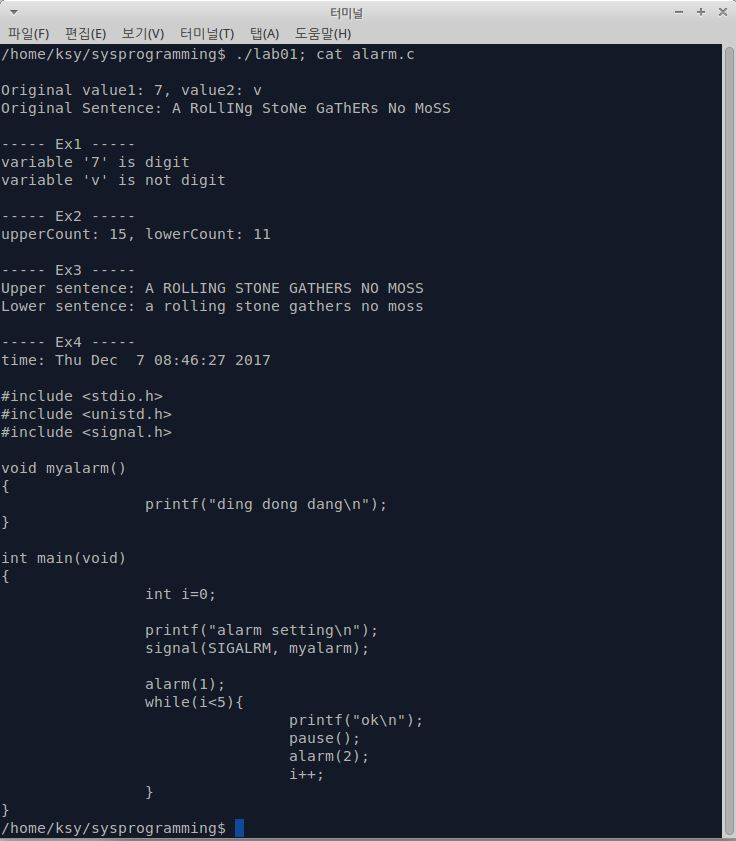 터미널
파일(F) 편집(E) 보기(V) 터미널(T) 탭(A) 도움말(H)
/home/ksy/sysprogramming$ ./lab01; cat alarm.c

Original value1: 7, value2: v
Original Sentence: A RoLlINg StoNe GaThERs No MoSS

----- Ex1 -----
variable '7' is digit
variable 'v' is not digit

----- Ex2 -----
upperCount: 15, lowerCount: 11

----- Ex3 -----
Upper sentence: A ROLLING STONE GATHERS NO MOSS
Lower sentence: a rolling stone gathers no moss

----- Ex4 -----
time: Thu Dec  7 08:46:27 2017

#include <stdio.h>
#include <unistd.h>
#include <signal.h>

void myalarm()
{
                printf("ding dong dang\n");
}

int main(void)
{
                int i=0;

                printf("alarm setting\n");
                signal(SIGALRM, myalarm);

                alarm(1);
                while(i<5){
                                printf("ok\n");
                                pause();
                                alarm(2);
                                i++;
                }
}
/home/ksy/sysprogramming$